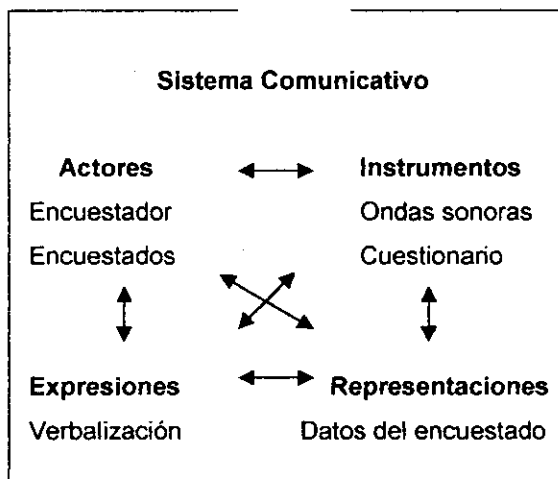 Sistema Comunicativo
Actores
Instrumentos
Encuestador
Ondas sonoras
Encuestados
Cuestionario
Expresiones
Representaciones
Verbalización
Datos del encuestado